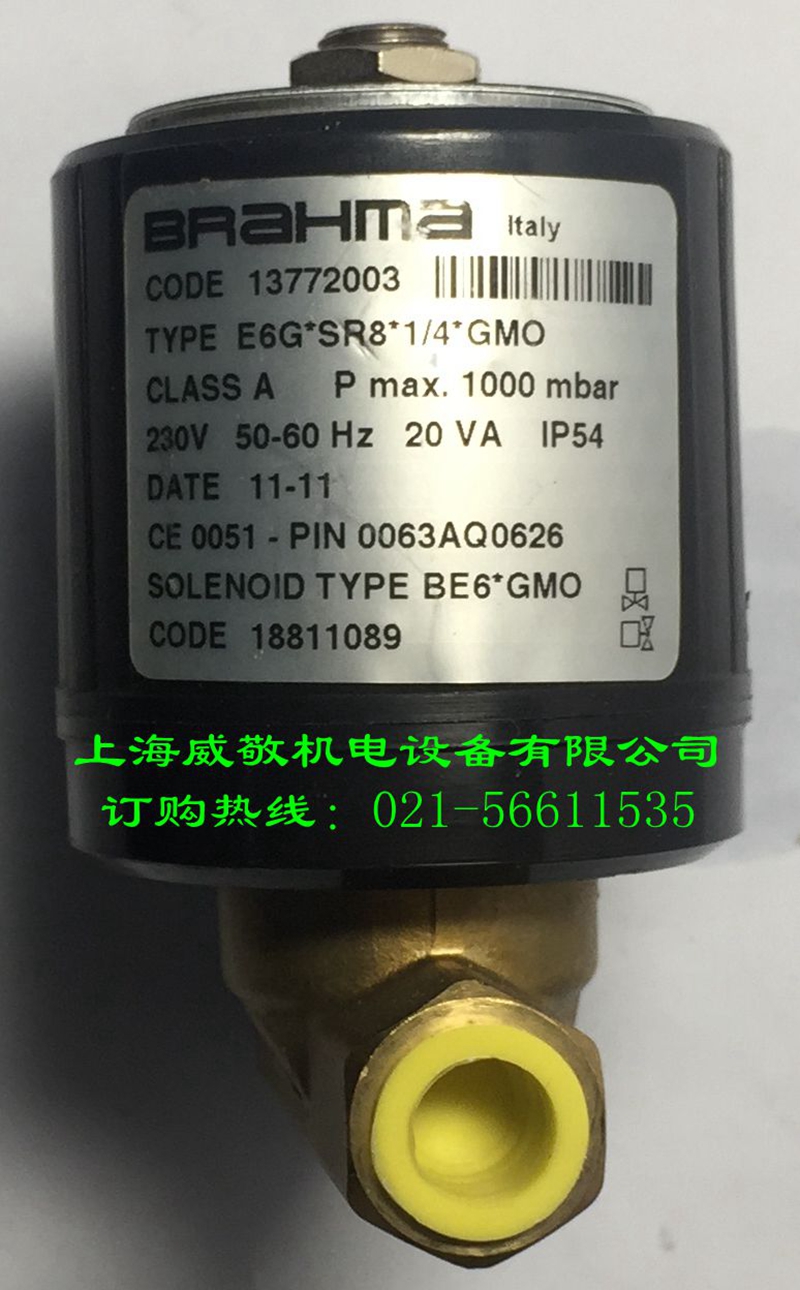 BRaHMa Italy
CODE 13772003
TYPE E6G*SR8*1/4*GMO
CLASS A P max. 1000 mbar
230V 50-60 Hz 20 VA IP54
DATE 11-11
CE 0051 - PIN 0063AQ0626
SOLENOID TYPE BE6*GMO
CODE 18811089
上海威敬机电设备有限公司
订购热线：021-56611535